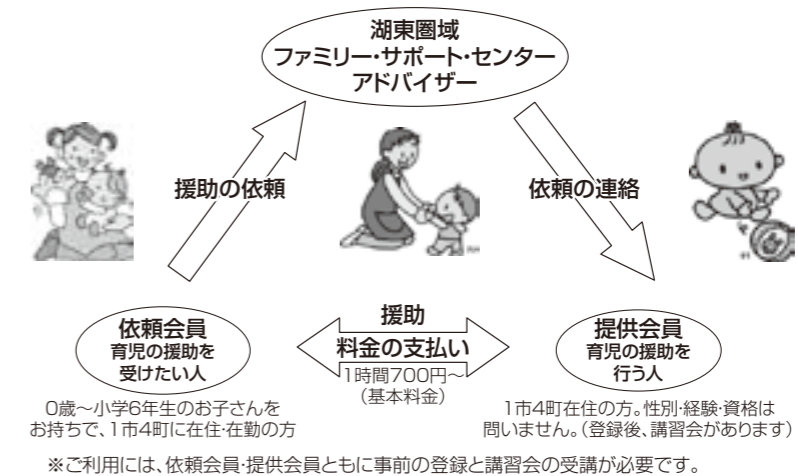 湖東圏域
ファミリー・サポート・センター
アドバイザー
援助の依頼
依頼の連絡
依頼会員
育児の援助を
受けたい人
援助
料金の支払い
1時間700円～
（基本料金）
提供会員
育児の援助を
行う人
0歳～小学6年生のお子さんを
お持ちで、1市4町に在住・在勤の方
1市4町在住の方。性別・経験・資格は
問いません。（登録後、講習会があります）
※ご利用には、依頼会員・提供会員ともに事前の登録と講習会の受講が必要です。